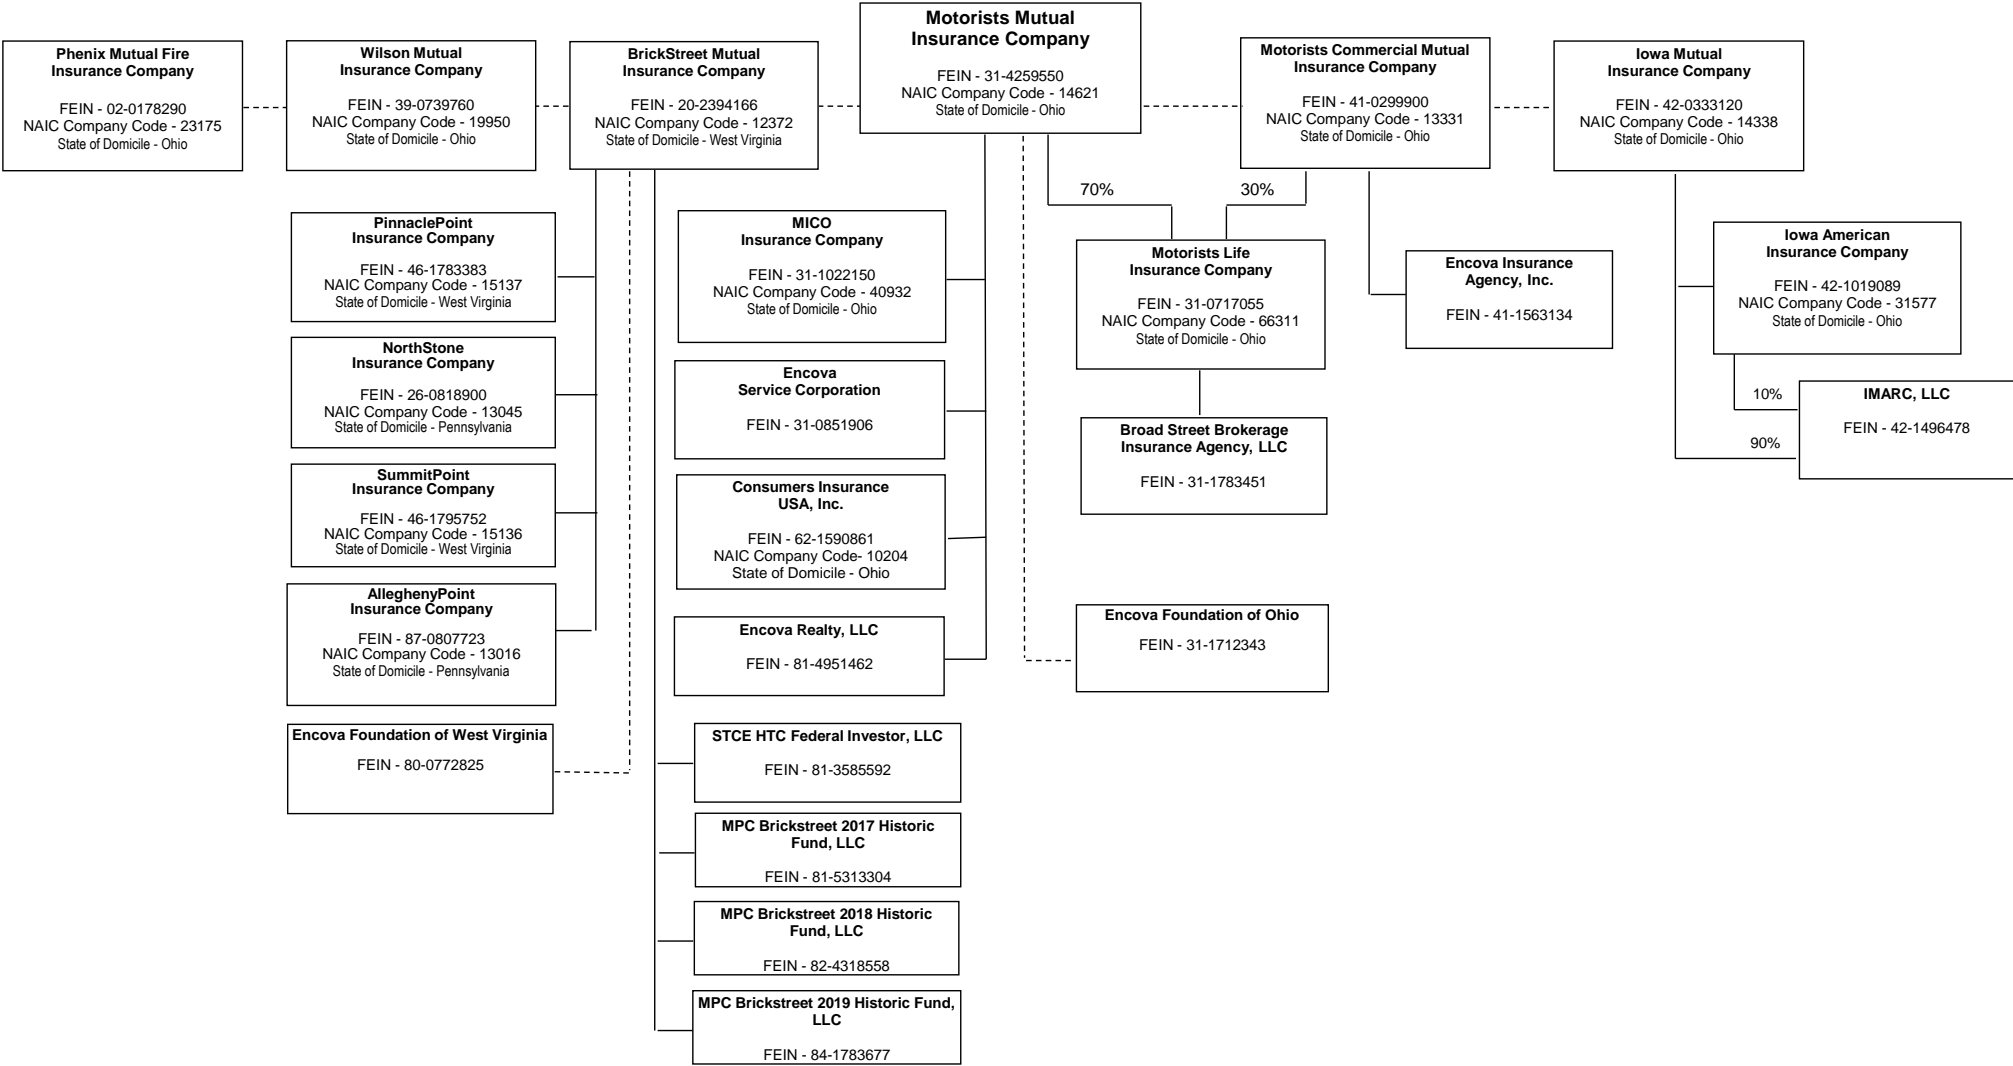 Motorists Mutual
Insurance Company
FEIN - 31-4259550
NAIC Company Code - 14621
State of Domicile - Ohio
Phenix Mutual Fire
Insurance Company
FEIN - 02-0178290
NAIC Company Code - 23175
State of Domicile - Ohio
Wilson Mutual
Insurance Company
FEIN - 39-0739760
NAIC Company Code - 19950
State of Domicile - Ohio
BrickStreet Mutual
Insurance Company
FEIN - 20-2394166
NAIC Company Code - 12372
State of Domicile - West Virginia
Motorists Commercial Mutual
Insurance Company
FEIN - 41-0299900
NAIC Company Code - 13331
State of Domicile - Ohio
Iowa Mutual
Insurance Company
FEIN - 42-0333120
NAIC Company Code - 14338
State of Domicile - Ohio
70%
30%
PinnaclePoint
Insurance Company
FEIN - 46-1783383
NAIC Company Code - 15137
State of Domicile - West Virginia
NorthStone
Insurance Company
FEIN - 26-0818900
NAIC Company Code - 13045
State of Domicile - Pennsylvania
SummitPoint
Insurance Company
FEIN - 46-1795752
NAIC Company Code - 15136
State of Domicile - West Virginia
AlleghenyPoint
Insurance Company
FEIN - 87-0807723
NAIC Company Code - 13016
State of Domicile - Pennsylvania
Encova Foundation of West Virginia
FEIN - 80-0772825
MICO
Insurance Company
FEIN - 31-1022150
NAIC Company Code - 40932
State of Domicile - Ohio
Encova
Service Corporation
FEIN - 31-0851906
Consumers Insurance
USA, Inc.
FEIN - 62-1590861
NAIC Company Code- 10204
State of Domicile - Ohio
Encova Realty, LLC
FEIN - 81-4951462
STCE HTC Federal Investor, LLC
FEIN - 81-3585592
MPC Brickstreet 2017 Historic
Fund, LLC
FEIN - 81-5313304
MPC Brickstreet 2018 Historic
Fund, LLC
FEIN - 82-4318558
MPC Brickstreet 2019 Historic Fund,
LLC
FEIN - 84-1783677
Motorists Life
Insurance Company
FEIN - 31-0717055
NAIC Company Code - 66311
State of Domicile - Ohio
Broad Street Brokerage
Insurance Agency, LLC
FEIN - 31-1783451
Encova Foundation of Ohio
FEIN - 31-1712343
Encova Insurance
Agency, Inc.
FEIN - 41-1563134
Iowa American
Insurance Company
FEIN - 42-1019089
NAIC Company Code - 31577
State of Domicile - Ohio
10%
90%
IMARC, LLC
FEIN - 42-1496478